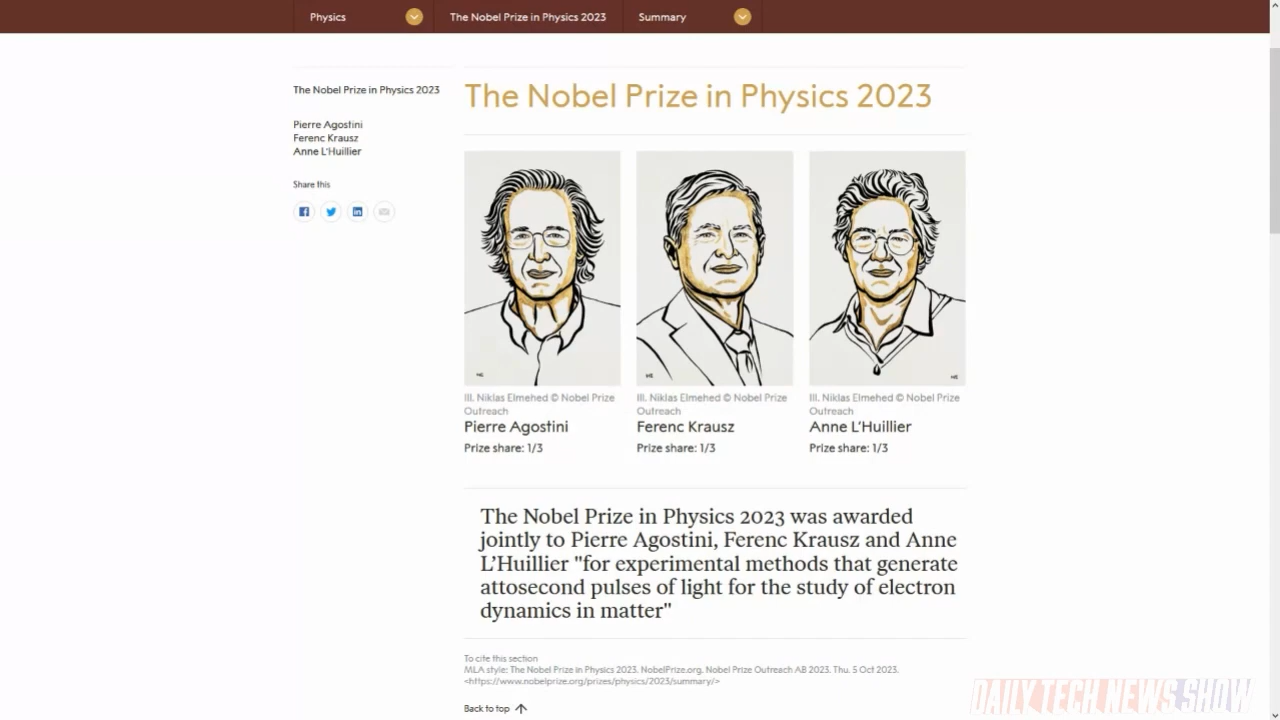 Physics
The Nobel Prize in Physics 2023
Summary
The Nobel Prize in Physics 2023
Pierre Agostini
Ferenc Krausz
Anne L'Huillier
Share this
The Nobel Prize in Physics 2023
Ill. Niklas Elmehed © Nobel Prize
Outreach
Pierre Agostini
Prize share: 1/3
Ill. Niklas Elmehed © Nobel Prize
Outreach
Ferenc Krausz
Prize share: 1/3
Ill. Niklas Elmehed © Nobel Prize
Outreach
Anne L'Huillier
Prize share: 1/3
The Nobel Prize in Physics 2023 was awarded
jointly to Pierre Agostini, Ferenc Krausz and Anne
L'Huillier "for experimental methods that generate
attosecond pulses of light for the study of electron
dynamics in matter"
To cite this section
MLA style: The Nobel Prize in Physics 2023. NobelPrize.org. Nobel Prize Outreach AB 2023. Thu. 5 Oct 2023.
<https://www.nobelprize.org/prizes/physics/2023/summary/>
Back to top
DAILY TECH NEWS SHOW